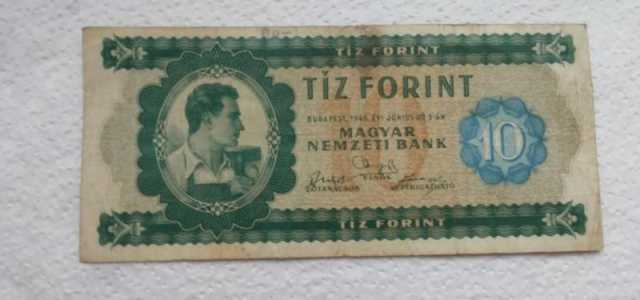 TÍZ FORINT
TÍZ FORINT
BUDAPEST, 1946. ÉVI JÚNIUS HÓ 3-ÁN
MAGYAR
NEMZETI BANK
10
TÍZ FORINT